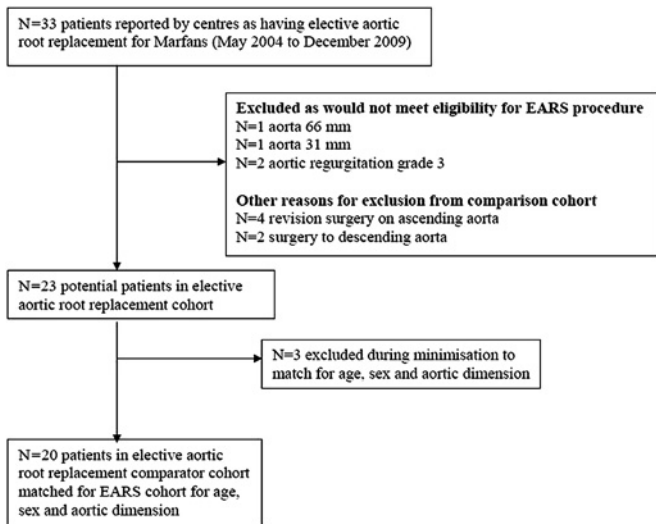 N=33 patients reported by centres as having elective aortic
root replacement for Marfans (May 2004 to December 2009)
Excluded as would not meet eligibility for EARS procedure
N=1 aorta 66 mm
N=1 aorta 31 mm
N=2 aortic regurgitation grade 3
Other reasons for exclusion from comparison cohort
N=4 revision surgery on ascending aorta
N=2 surgery to descending aorta
N=23 potential patients in elective
aortic root replacement cohort
N=3 excluded during minimisation to
match for age, sex and aortic dimension
N=20 patients in elective aortic
root replacement comparator cohort
matched for EARS cohort for age,
sex and aortic dimension